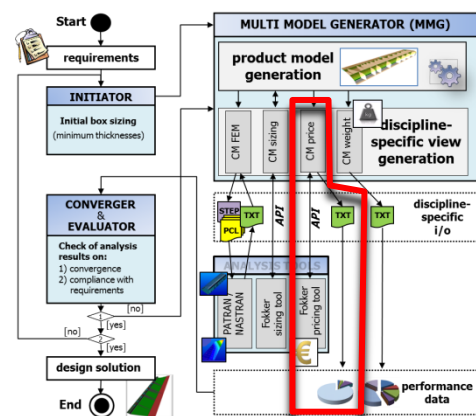 Start
requirements
INITIATOR
Initial box sizing
(minimum thicknesses)
CONVERGER
&
EVALUATOR
Check of analysis
results on:
1) convergence
2) compliance with
requirements
[no]
1
[no]
[yes]
2
[yes]
design solution
End
MULTI MODEL GENERATOR (MMG)
product model
generation
CM FEM
CM sizing
CM price
CM weight
discipline-
specific view
generation
STEP
PCL
TXT
API
API
TXT
TXT
discipline-
specific
i/o
ANALYSIS TOOLS
PATRAN/
NASTRAN
Fokker
sizing tool
Fokker
pricing tool
€
performance
data